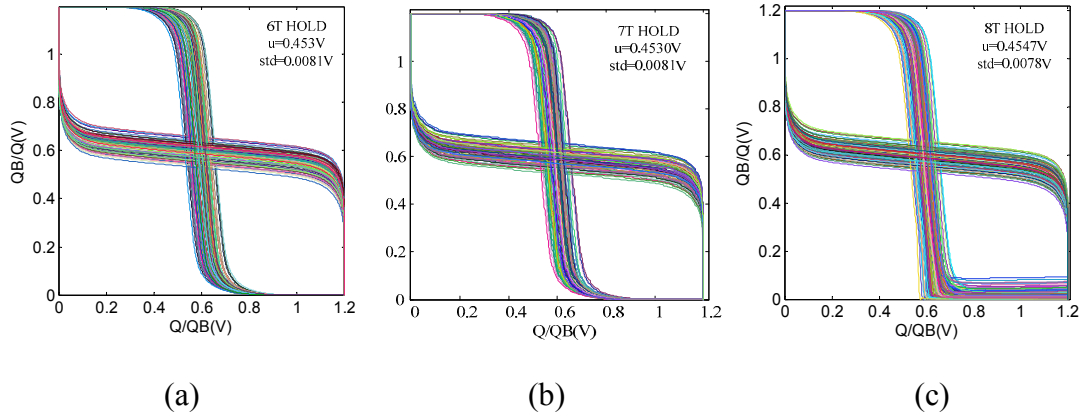 6T HOLD
u=0.453V
std=0.0081V
QB/Q(V)
1
0.8
0.6
0.4
0.2
0
0 0.2 0.4 0.6 0.8 1 1.2
Q/QB(V)
(a)
7T HOLD
u=0.4530V
std=0.0081V
QB/Q(V)
1
0.8
0.6
0.4
0.2
0
0 0.2 0.4 0.6 0.8 1 1.2
Q/QB(V)
(b)
8T HOLD
u=0.4547V
std=0.0078V
QB/Q(V)
1.2
1
0.8
0.6
0.4
0.2
0
0 0.2 0.4 0.6 0.8 1 1.2
Q/QB(V)
(c)